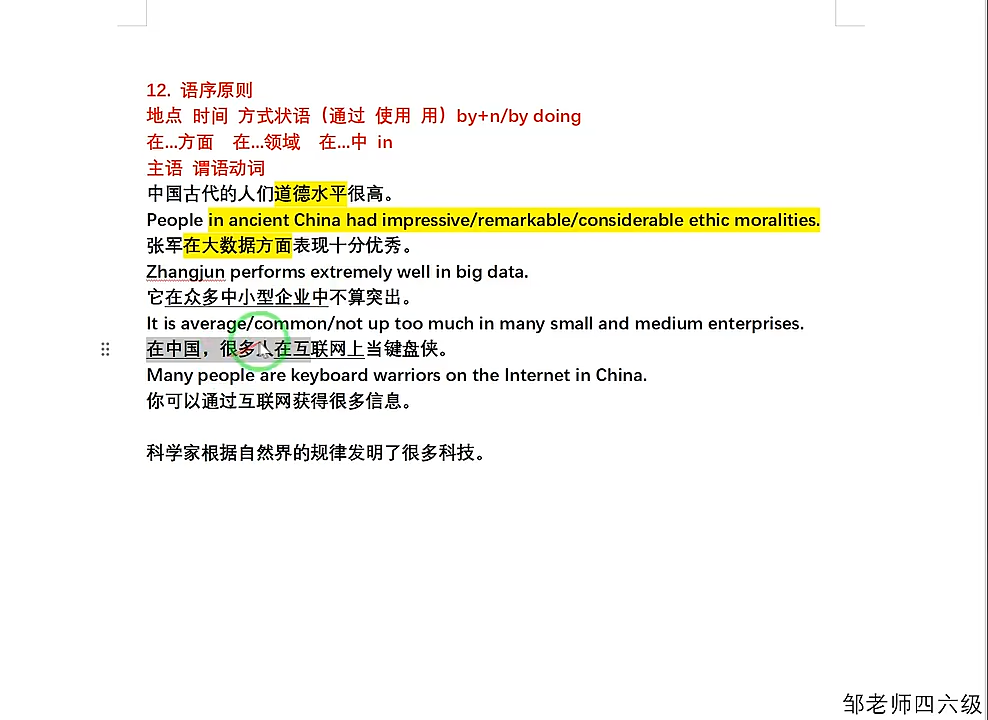 12. 语序原则
地点 时间 方式状语（通过 使用 用）by+n/by doing
在...方面 在...领域 在...中 in
主语 谓语动词
中国古代的人们道德水平很高。
People in ancient China had impressive/remarkable/considerable ethic moralities.
张军在大数据方面表现十分优秀。
Zhangjun performs extremely well in big data.
它在众多中小型企业中不算突出。
It is average/common/not up too much in many small and medium enterprises.
在中国，很多人在互联网上当键盘侠。
Many people are keyboard warriors on the Internet in China.
你可以通过互联网获得很多信息。
科学家根据自然界的规律发明了很多科技。
邹老师四六级